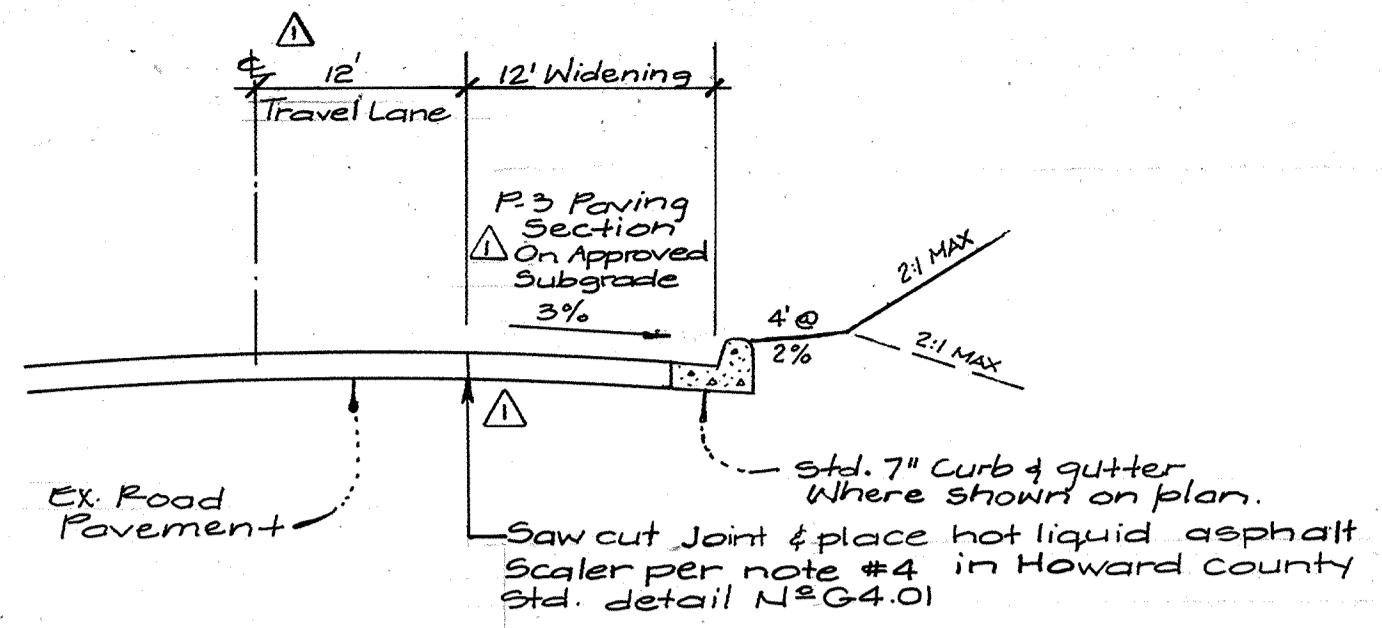 1
℄ 12' 12' Widening
Travel Lane
P-3 Paving
Section
1 On Approved
Subgrade
3%
2:1 MAX
4' @
2%
2:1 MAX
1
Std. 7" Curb & gutter
Where shown on plan.
Ex. Road
Pavement
Saw cut Joint & place hot liquid asphalt
Scaler per note #4 in Howard County
Std. detail Nº G4.01